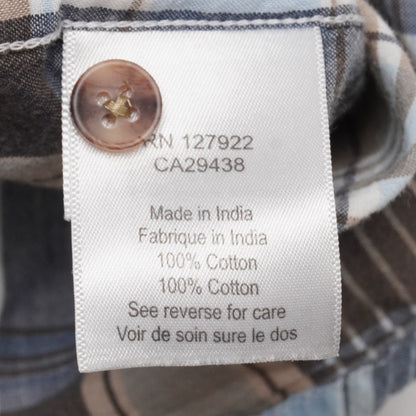 RN 127922
CA29438
Made in India
Fabrique in India
100% Cotton
100% Cotton
See reverse for care
Voir de soin sure le dos